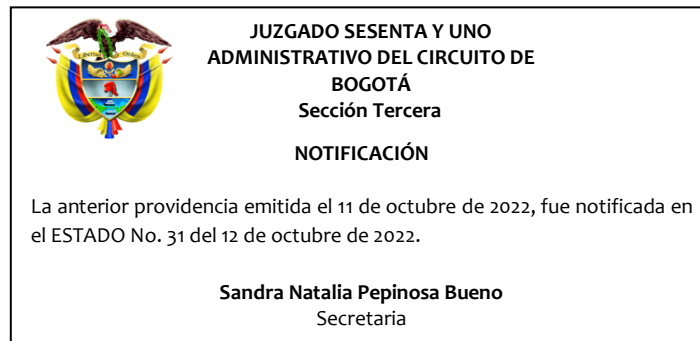 JUZGADO SESENTA Y UNO
ADMINISTRATIVO DEL CIRCUITO DE
BOGOTÁ
Sección Tercera
NOTIFICACIÓN
La anterior providencia emitida el 11 de octubre de 2022, fue notificada en
el ESTADO No. 31 del 12 de octubre de 2022.
Sandra Natalia Pepinosa Bueno
Secretaria